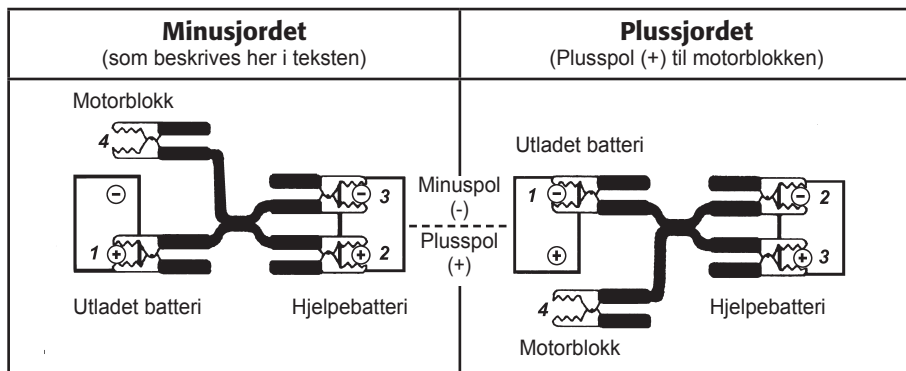 Minusjordet
(som beskrives her i teksten)
Plussjordet
(Plusspol (+) til motorblokken)
Motorblokk
4
-
3
1
+
+
2
Utladet batteri
Hjelpebatteri
Minuspol
(-)
Plusspol
(+)
Utladet batteri
1
-
-
2
+
+
3
4
Hjelpebatteri
Motorblokk